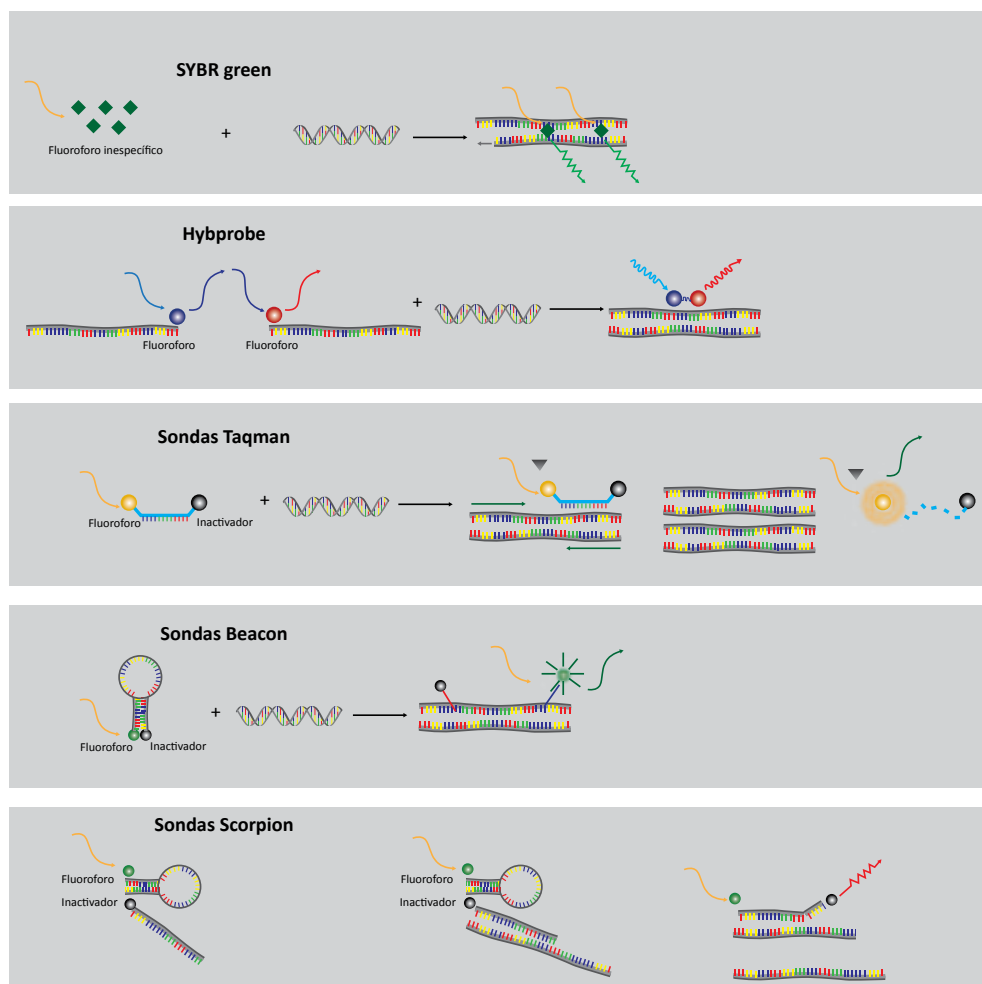 SYBR green
Fluoroforo inespecífico
+
Hybprobe
+
Fluoroforo
Fluoroforo
Sondas Taqman
+
Fluoroforo
Inactivador
Sondas Beacon
+
Fluoroforo
Inactivador
Sondas Scorpion
Fluoroforo
Inactivador
Fluoroforo
Inactivador